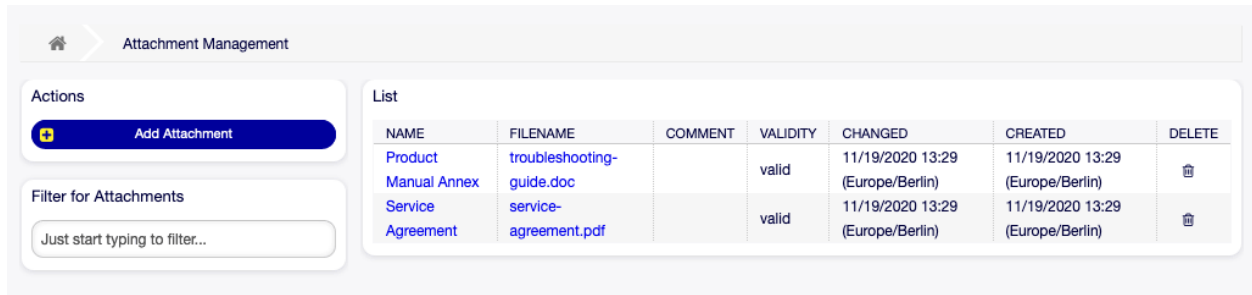 Attachment Management
Actions
Add Attachment
Filter for Attachments
Just start typing to filter...
List
NAME FILENAME COMMENT VALIDITY CHANGED CREATED DELETE
Product troubleshooting- 11/19/2020 13:29 11/19/2020 13:29
valid
Manual Annex guide.doc (Europe/Berlin) (Europe/Berlin)
Service service- 11/19/2020 13:29 11/19/2020 13:29
valid
Agreement agreement.pdf (Europe/Berlin) (Europe/Berlin)